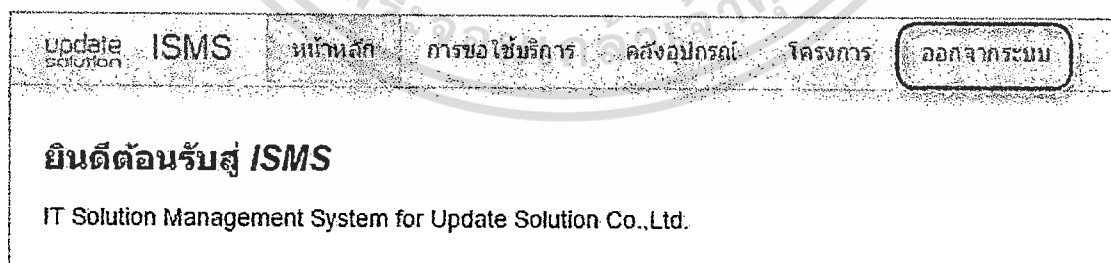 update solution ISMS หน้าหลัก การขอใช้บริการ คลังอุปกรณ์ โครงการ ออกจากระบบ
ยินดีต้อนรับสู่ ISMS
IT Solution Management System for Update Solution Co.,Ltd.